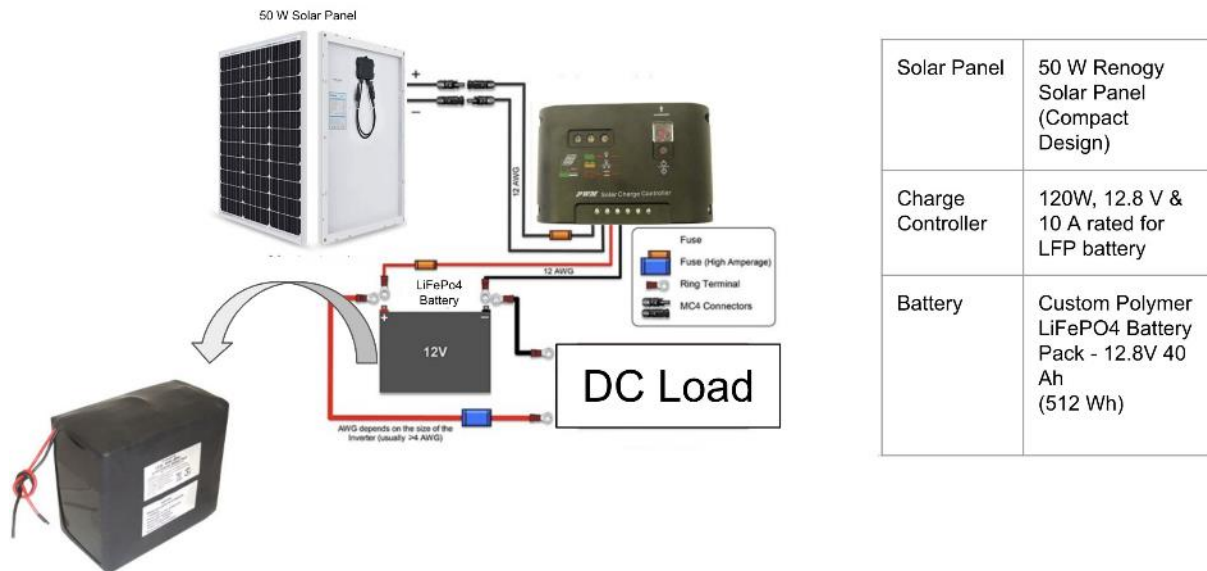 50 W Solar Panel
+
−
12 AWG
PWM Solar Charge Controller
Fuse
Fuse (High Amperage)
Ring Terminal
MC4 Connectors
12 AWG
LiFePo4
Battery
+
−
12V
DC Load
AWG depends on the size of the
Inverter (usually >4 AWG)
Solar Panel
50 W Renogy
Solar Panel
(Compact
Design)
Charge
Controller
120W, 12.8 V &
10 A rated for
LFP battery
Battery
Custom Polymer
LiFePO4 Battery
Pack - 12.8V 40
Ah
(512 Wh)